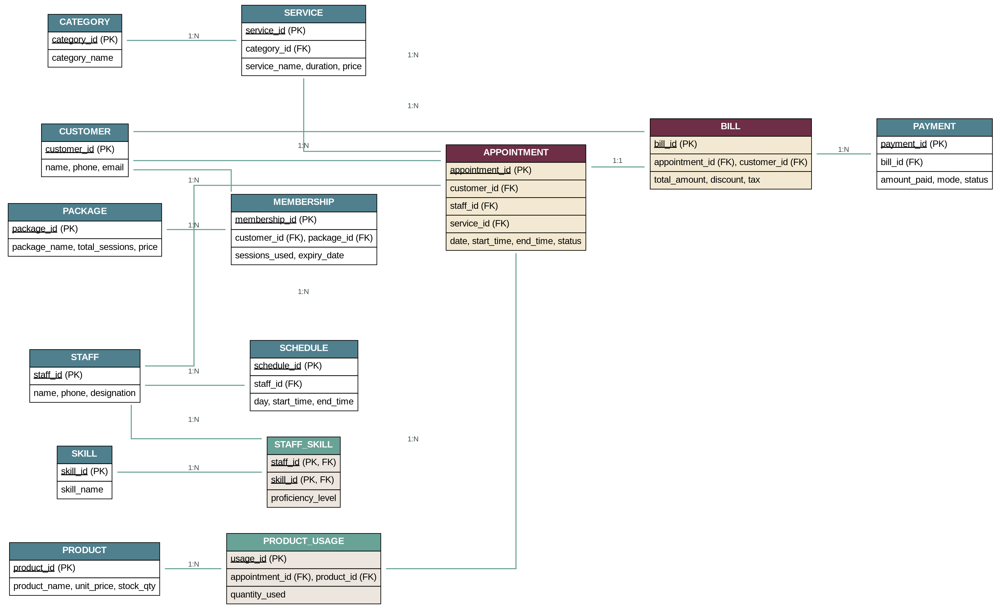 CATEGORY
category_id (PK)
category_name
1:N
SERVICE
service_id (PK)
category_id (FK)
service_name, duration, price
1:N
1:N
CUSTOMER
customer_id (PK)
name, phone, email
1:N
1:N
APPOINTMENT
appointment_id (PK)
customer_id (FK)
staff_id (FK)
service_id (FK)
date, start_time, end_time, status
1:1
BILL
bill_id (PK)
appointment_id (FK), customer_id (FK)
total_amount, discount, tax
1:N
PAYMENT
payment_id (PK)
bill_id (FK)
amount_paid, mode, status
PACKAGE
package_id (PK)
package_name, total_sessions, price
1:N
MEMBERSHIP
membership_id (PK)
customer_id (FK), package_id (FK)
sessions_used, expiry_date
1:N
STAFF
staff_id (PK)
name, phone, designation
1:N
SCHEDULE
schedule_id (PK)
staff_id (FK)
day, start_time, end_time
1:N
1:N
SKILL
skill_id (PK)
skill_name
1:N
STAFF_SKILL
staff_id (PK, FK)
skill_id (PK, FK)
proficiency_level
PRODUCT
product_id (PK)
product_name, unit_price, stock_qty
1:N
PRODUCT_USAGE
usage_id (PK)
appointment_id (FK), product_id (FK)
quantity_used